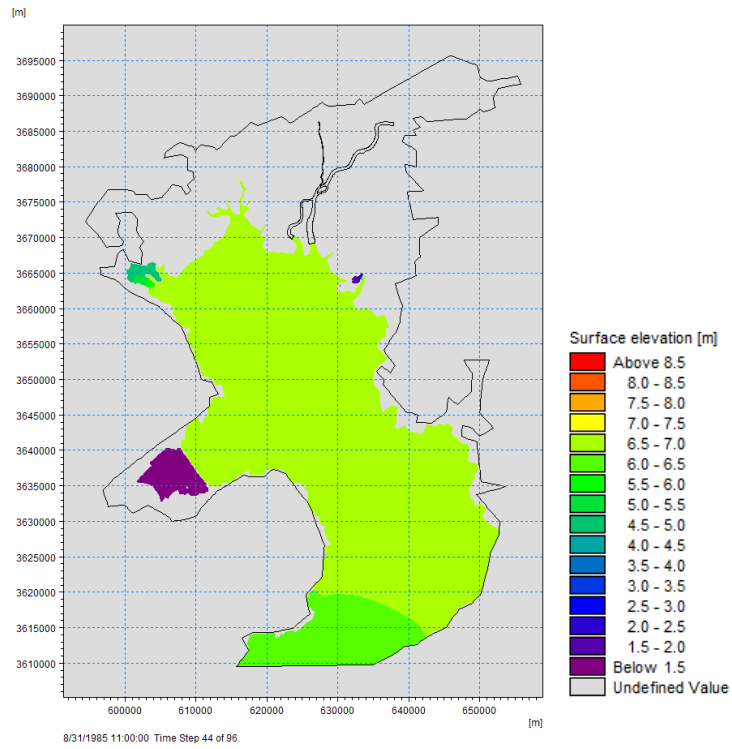 [m]
3695000
3690000
3685000
3680000
3675000
3670000
3665000
3660000
3655000
3650000
3645000
3640000
3635000
3630000
3625000
3620000
3615000
3610000
600000 610000 620000 630000 640000 650000
[m]
8/31/1985 11:00:00 Time Step 44 of 96.
Surface elevation [m]
Above 8.5
8.0 - 8.5
7.5 - 8.0
7.0 - 7.5
6.5 - 7.0
6.0 - 6.5
5.5 - 6.0
5.0 - 5.5
4.5 - 5.0
4.0 - 4.5
3.5 - 4.0
3.0 - 3.5
2.5 - 3.0
2.0 - 2.5
1.5 - 2.0
Below 1.5
Undefined Value